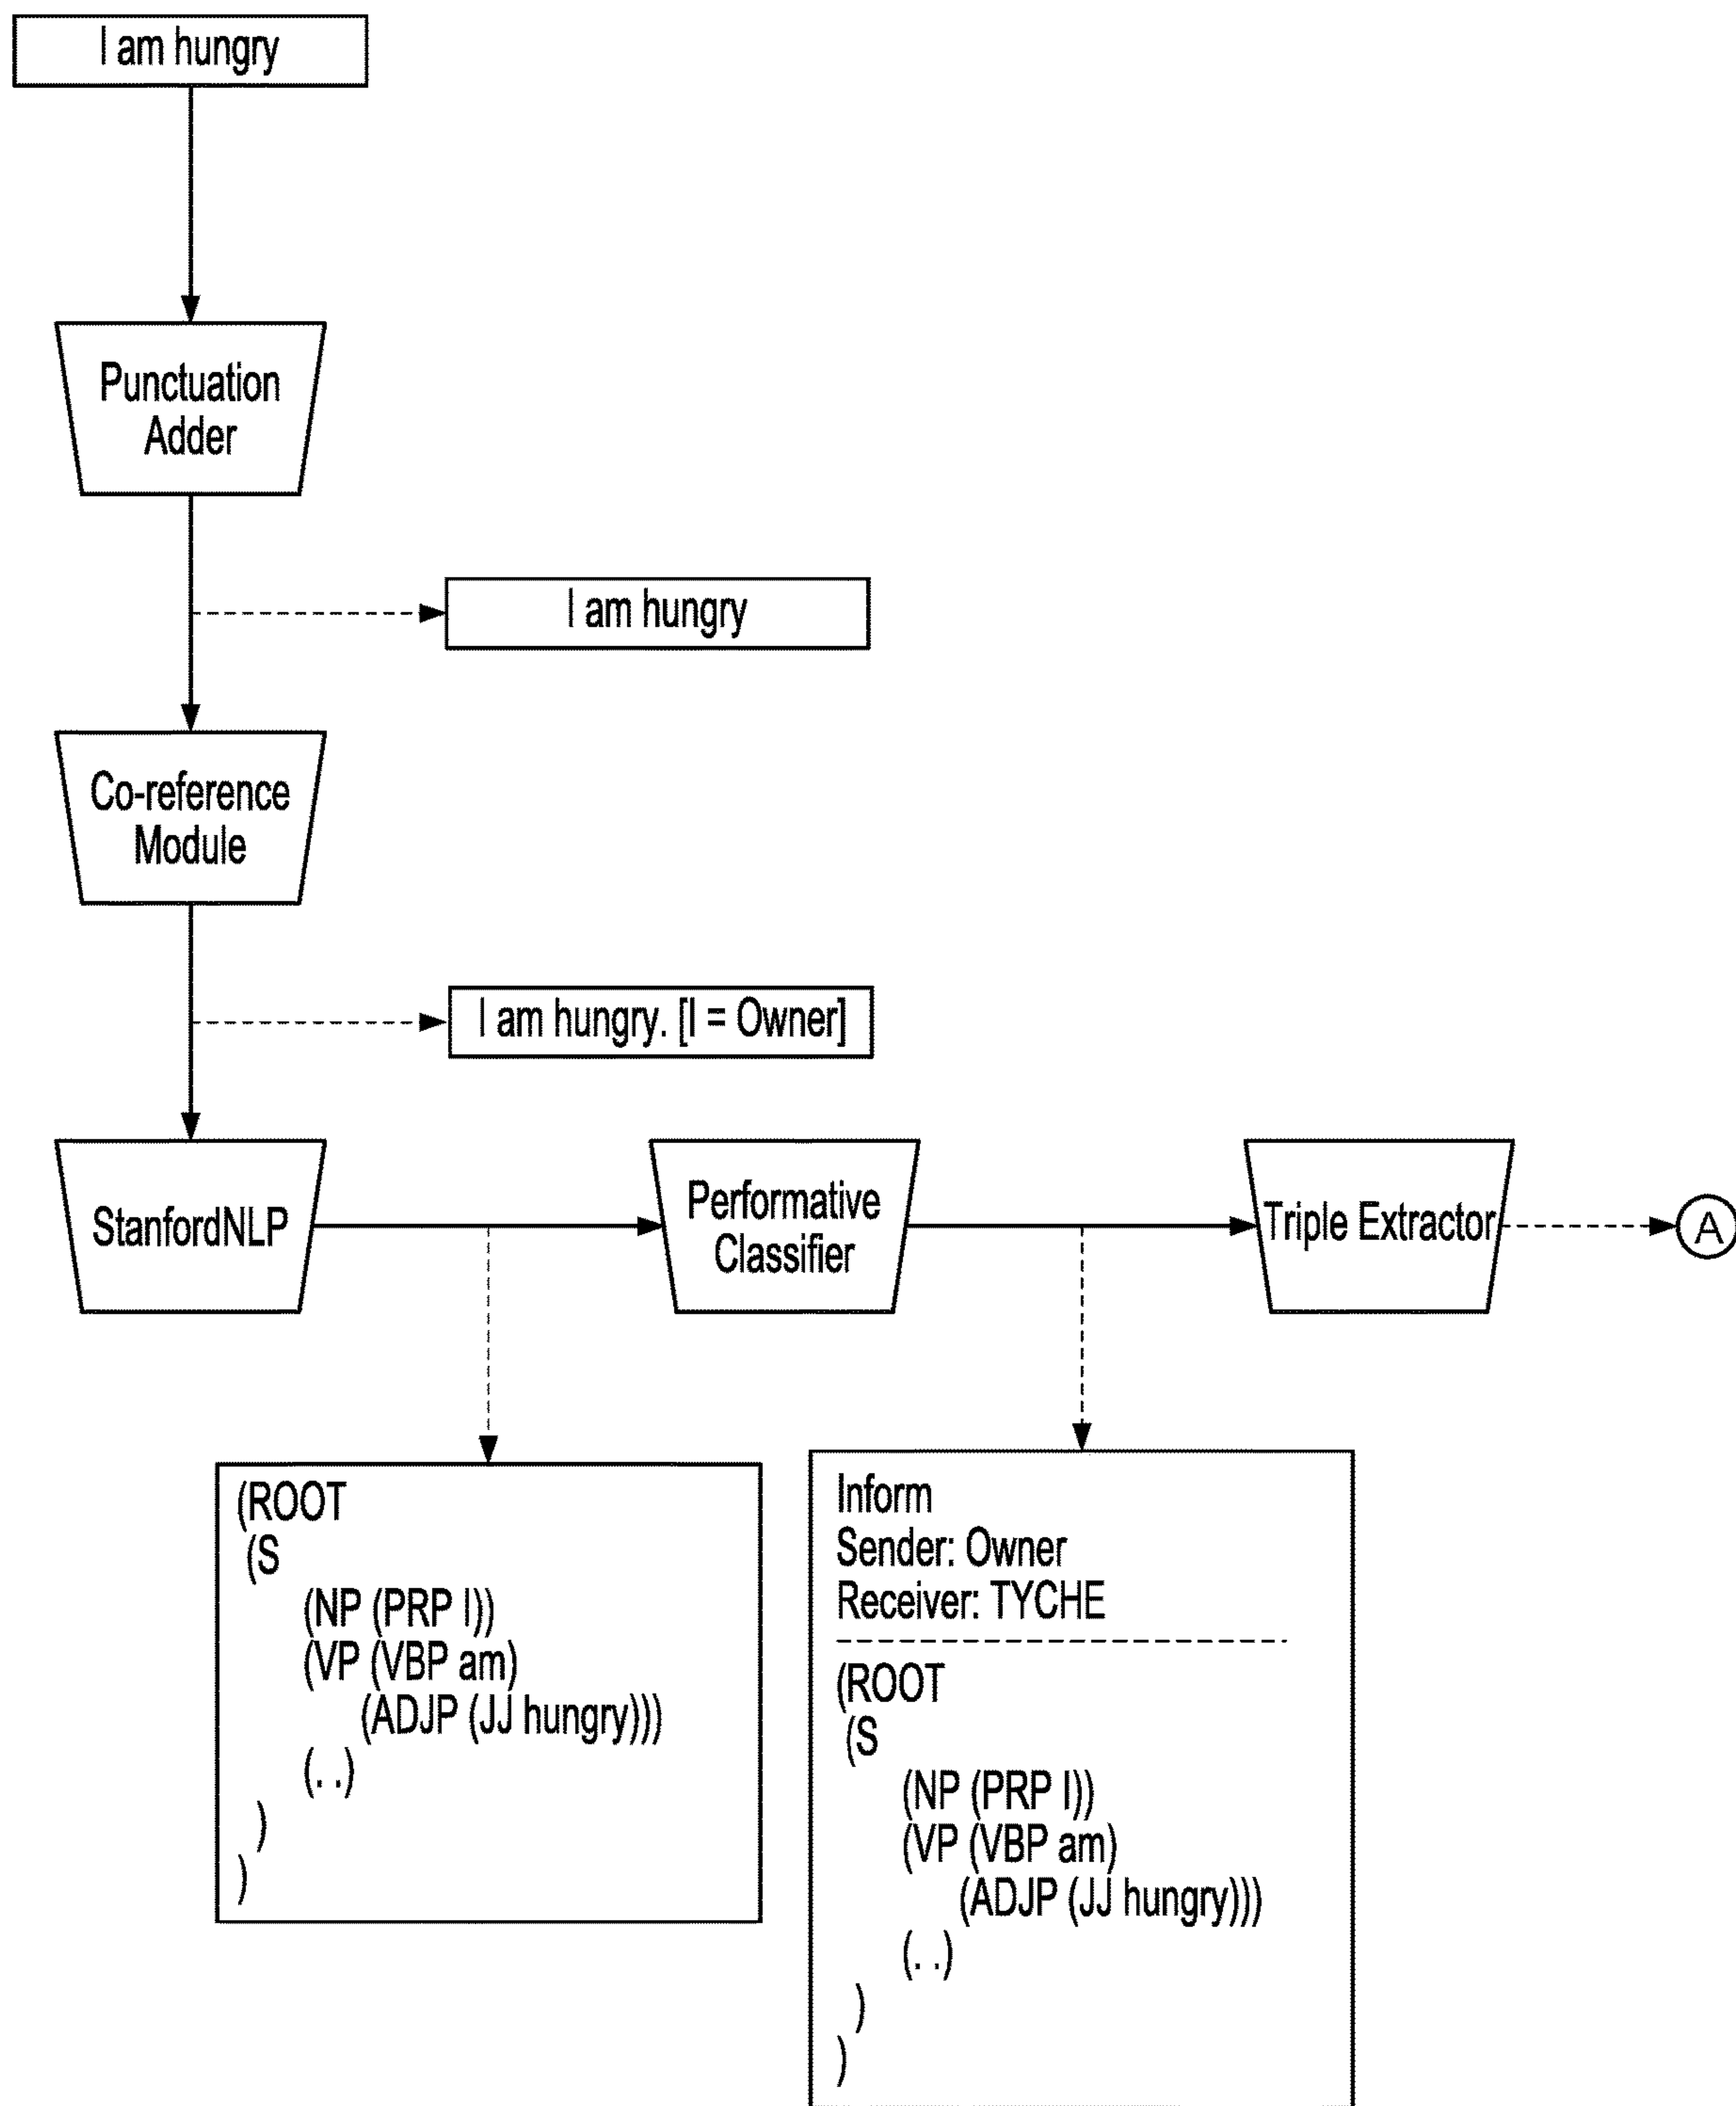 I am hungry
Punctuation
Adder
I am hungry
Co-reference
Module
I am hungry. [I = Owner]
StanfordNLP
Performative
Classifier
Triple Extractor
A
(ROOT
(S
(NP (PRP I))
(VP (VBP am)
(ADJP (JJ hungry)))
(. .)
)
)
Inform
Sender: Owner
Receiver: TYCHE
(ROOT
(S
(NP (PRP I))
(VP (VBP am)
(ADJP (JJ hungry)))
(. .)
)
)